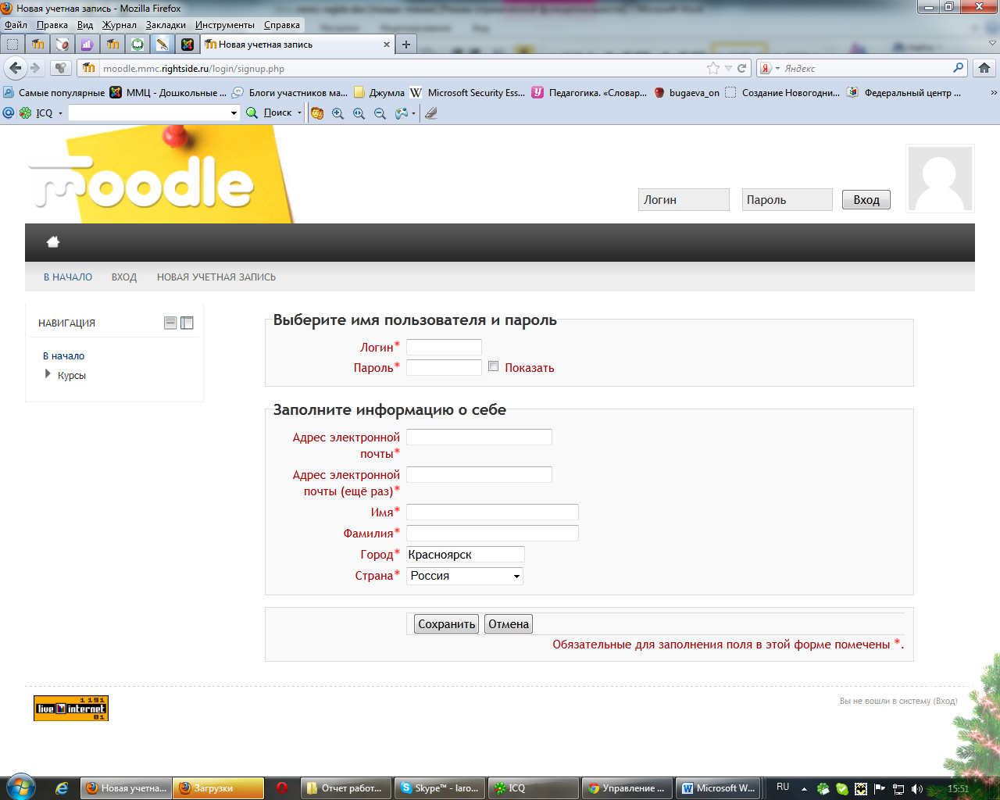 Новая учетная запись - Mozilla Firefox
Файл Правка Вид Журнал Закладки Инструменты Справка
Новая учетная запись
moodle.mmc.rightside.ru/login/signup.php
Яндекс
Самые популярные ММЦ - Дошкольные ... Блоги участников ма... Джумла Microsoft Security Ess... Педагогика. «Словар... bugaeva_on Создание Новогодни... Федеральный центр ...
ICQ Поиск
moodle
Логин Пароль Вход
В НАЧАЛО ВХОД НОВАЯ УЧЕТНАЯ ЗАПИСЬ
НАВИГАЦИЯ
В начало
Курсы
Выберите имя пользователя и пароль
Логин*
Пароль* Показать
Заполните информацию о себе
Адрес электронной
почты*
Адрес электронной
почты (ещё раз)*
Имя*
Фамилия*
Город* Красноярск
Страна* Россия
Сохранить Отмена
Обязательные для заполнения поля в этой форме помечены *.
1191
live internet
81
Вы не вошли в систему (Вход)
Новая учетна... Загрузки Отчет работ... Skype™ - laro... ICQ Управление ... Microsoft W... RU 15:51